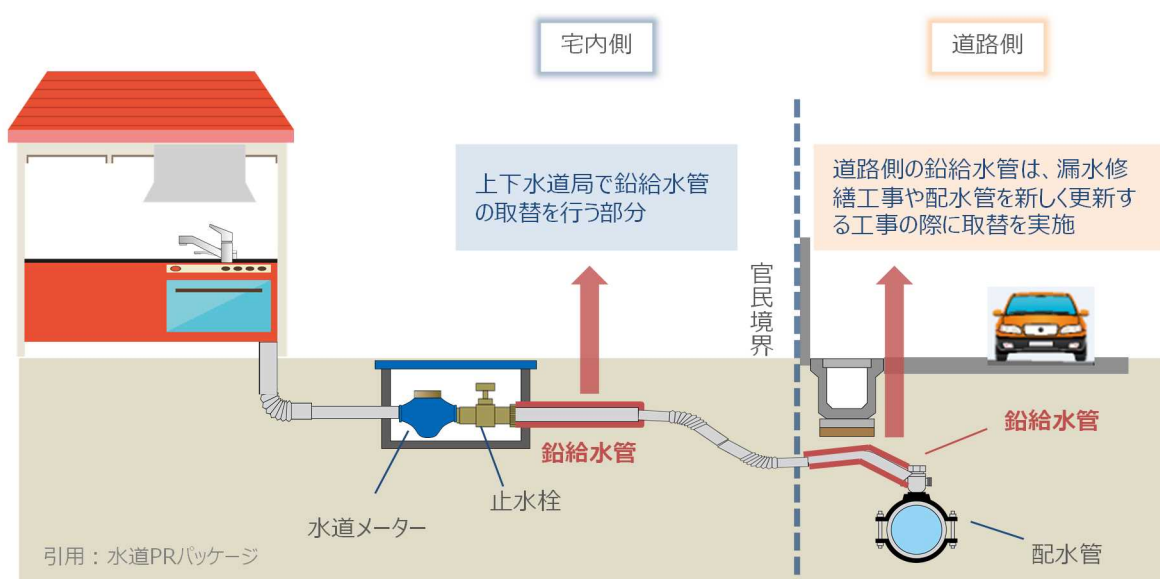 宅内側
道路側
上下水道局で鉛給水管
の取替を行う部分
道路側の鉛給水管は、漏水修
繕工事や配水管を新しく更新す
る工事の際に取替を実施
官民境界
鉛給水管
鉛給水管
止水栓
水道メーター
配水管
引用：水道PRパッケージ